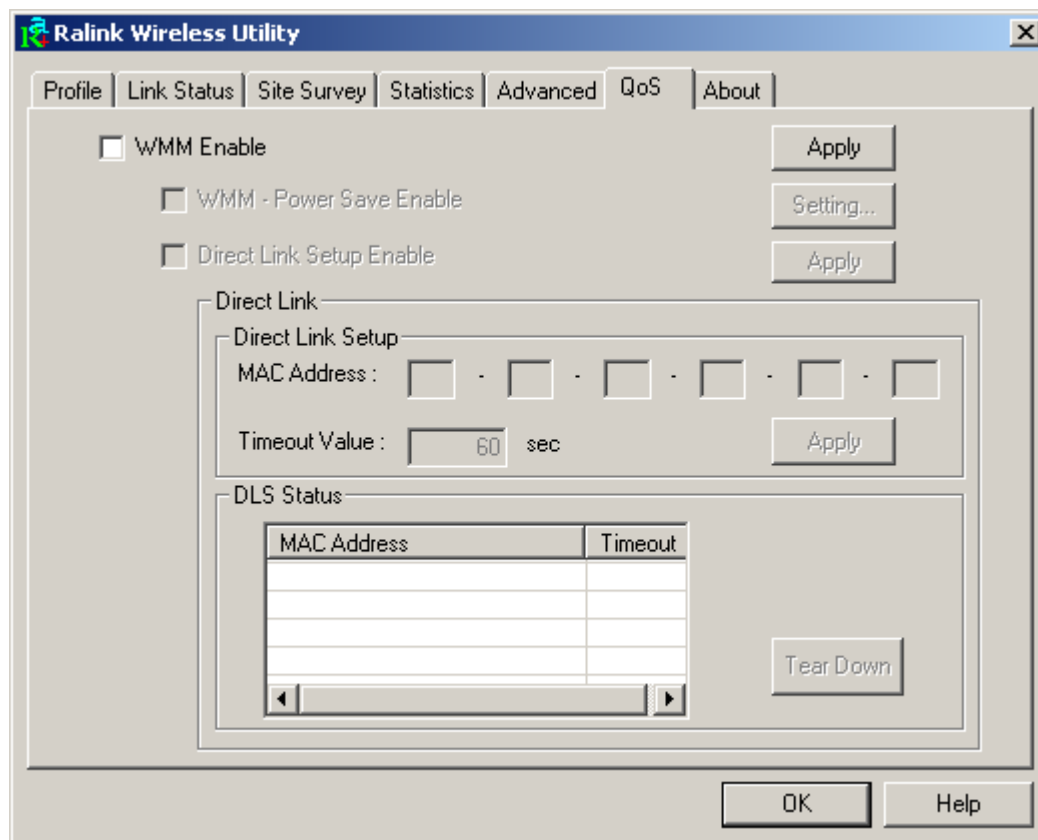 Ralink Wireless Utility
Profile Link Status Site Survey Statistics Advanced QoS About
WMM Enable Apply
WMM - Power Save Enable Setting...
Direct Link Setup Enable Apply
Direct Link
Direct Link Setup
MAC Address : - - - - -
Timeout Value : 60 sec Apply
DLS Status
MAC Address Timeout
Tear Down
OK Help